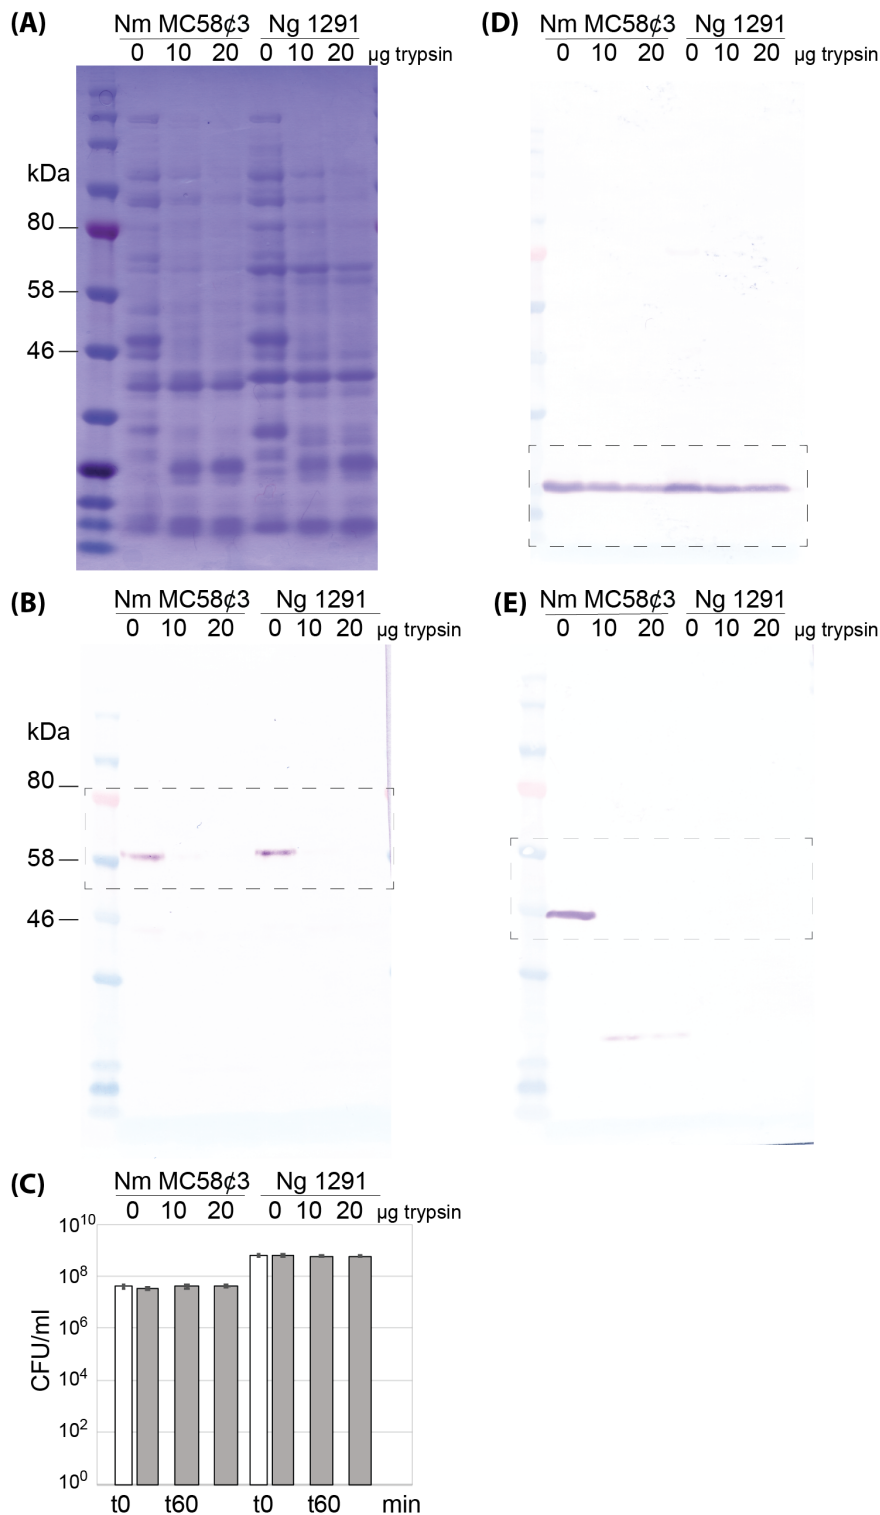 (A)
Nm MC58¢3 Ng 1291
0 10 20 0 10 20 µg trypsin
kDa
80
58
46
(D)
Nm MC58¢3 Ng 1291
0 10 20 0 10 20 µg trypsin
(B)
Nm MC58¢3 Ng 1291
0 10 20 0 10 20 µg trypsin
kDa
80
58
46
(E)
Nm MC58¢3 Ng 1291
0 10 20 0 10 20 µg trypsin
(C)
Nm MC58¢3 Ng 1291
0 10 20 0 10 20 µg trypsin
CFU/ml
10¹⁰
10⁸
10⁶
10⁴
10²
10⁰
t0 t60 t0 t60 min